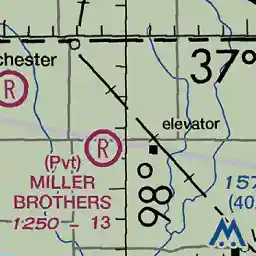 chester
37°
R
elevator
R
(Pvt)
MILLER
BROTHERS
1250 - 13
98°
157
(40